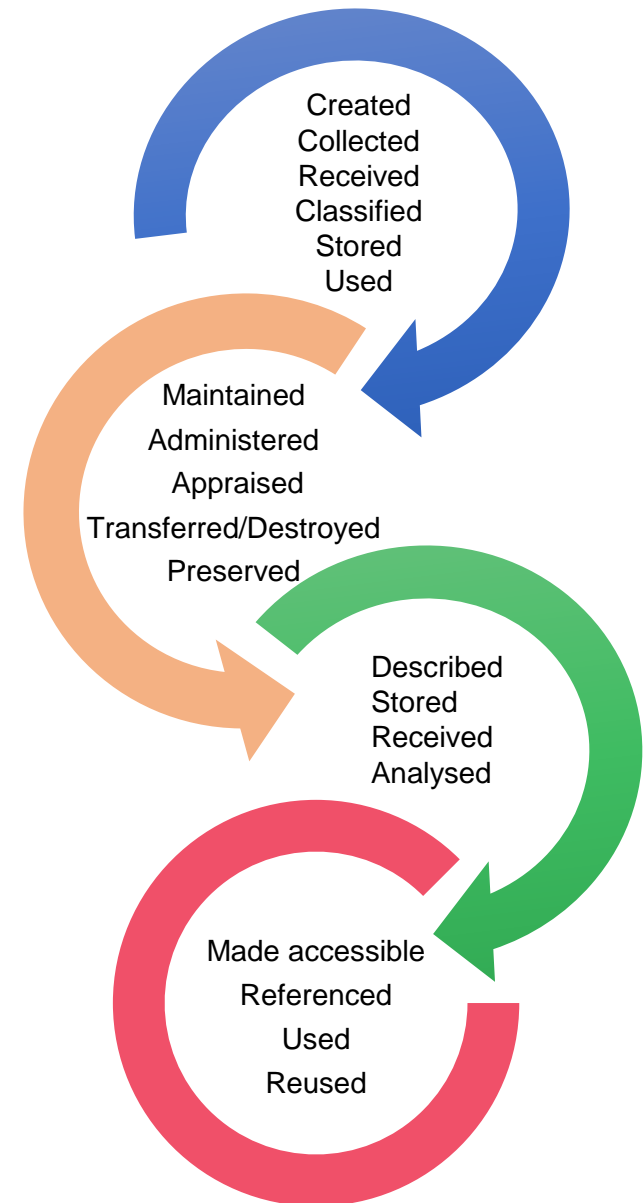 Created
Collected
Received
Classified
Stored
Used
Maintained
Administered
Appraised
Transferred/Destroyed
Preserved
Described
Stored
Received
Analysed
Made accessible
Referenced
Used
Reused